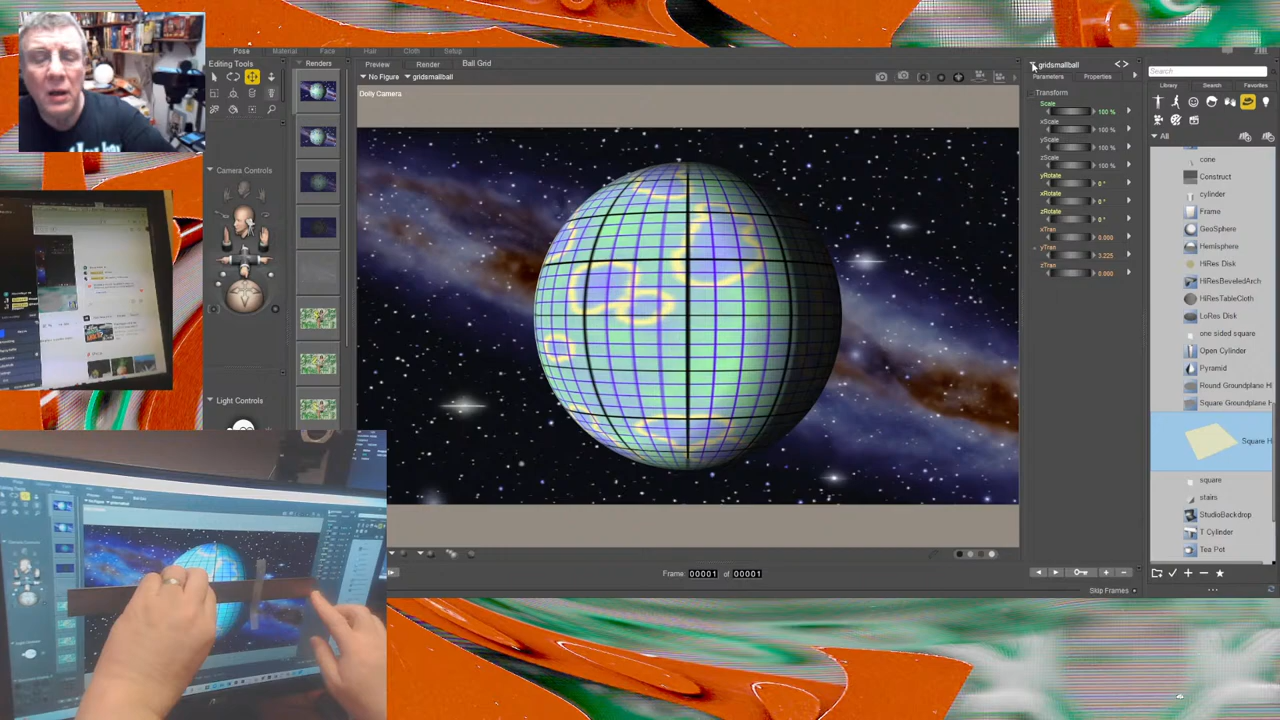 Pose Material Face Hair Cloth Setup
Editing Tools
Renders
Preview Render Ball Grid
No Figure gridsmallball
Dolly Camera
Camera Controls
Light Controls
Frame 00001 of 00001
gridsmallball
Parameters Properties
Transform
Scale
100 %
xScale
100 %
yScale
100 %
zScale
100 %
yRotate
0 °
xRotate
0 °
zRotate
0 °
xTran
0.000
yTran
3.225
zTran
0.000
Skip Frames
Search
Library Search Favorites
All
cone
Construct
cylinder
Frame
GeoSphere
Hemisphere
HiRes Disk
HiResBeveledArch
HiResTableCloth
LoRes Disk
one sided square
Open Cylinder
Pyramid
Round Groundplane H
Square Groundplane H
Square H
square
stairs
StudioBackdrop
T Cylinder
Tea Pot